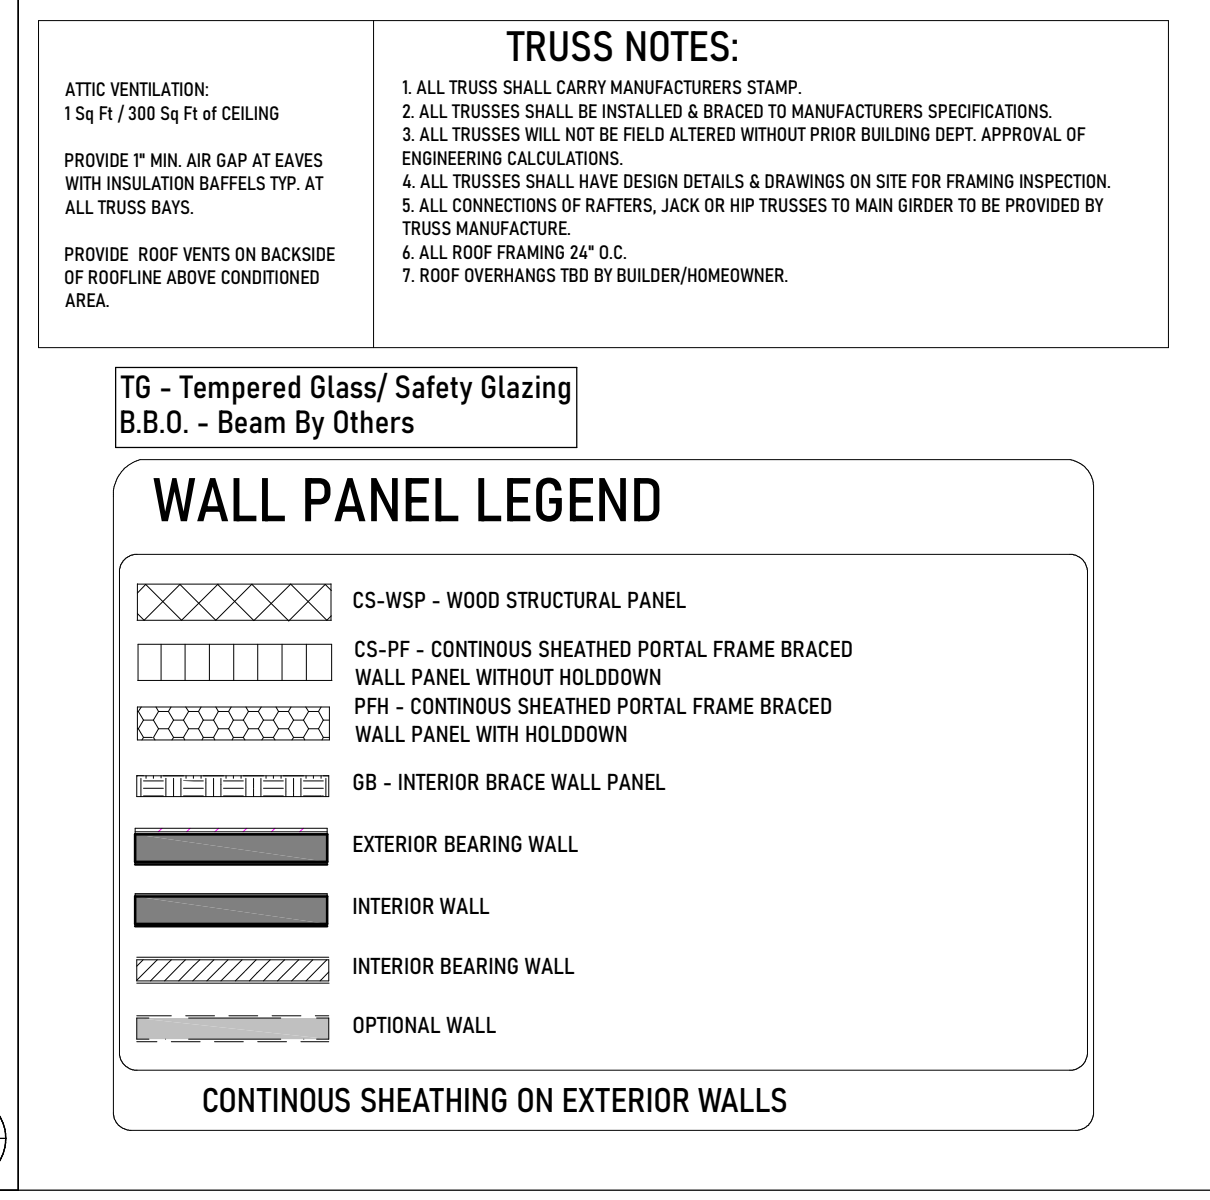 ATTIC VENTILATION:
1 Sq Ft / 300 Sq Ft of CEILING
PROVIDE 1" MIN. AIR GAP AT EAVES
WITH INSULATION BAFFELS TYP. AT
ALL TRUSS BAYS.
PROVIDE ROOF VENTS ON BACKSIDE
OF ROOFLINE ABOVE CONDITIONED
AREA.
TRUSS NOTES:
1. ALL TRUSS SHALL CARRY MANUFACTURERS STAMP.
2. ALL TRUSSES SHALL BE INSTALLED & BRACED TO MANUFACTURERS SPECIFICATIONS.
3. ALL TRUSSES WILL NOT BE FIELD ALTERED WITHOUT PRIOR BUILDING DEPT. APPROVAL OF
ENGINEERING CALCULATIONS.
4. ALL TRUSSES SHALL HAVE DESIGN DETAILS & DRAWINGS ON SITE FOR FRAMING INSPECTION.
5. ALL CONNECTIONS OF RAFTERS, JACK OR HIP TRUSSES TO MAIN GIRDER TO BE PROVIDED BY
TRUSS MANUFACTURE.
6. ALL ROOF FRAMING 24" O.C.
7. ROOF OVERHANGS TBD BY BUILDER/HOMEOWNER.
TG - Tempered Glass/ Safety Glazing
B.B.O. - Beam By Others
WALL PANEL LEGEND
CS-WSP - WOOD STRUCTURAL PANEL
CS-PF - CONTINOUS SHEATHED PORTAL FRAME BRACED
WALL PANEL WITHOUT HOLDDOWN
PFH - CONTINOUS SHEATHED PORTAL FRAME BRACED
WALL PANEL WITH HOLDDOWN
GB - INTERIOR BRACE WALL PANEL
EXTERIOR BEARING WALL
INTERIOR WALL
INTERIOR BEARING WALL
OPTIONAL WALL
CONTINOUS SHEATHING ON EXTERIOR WALLS